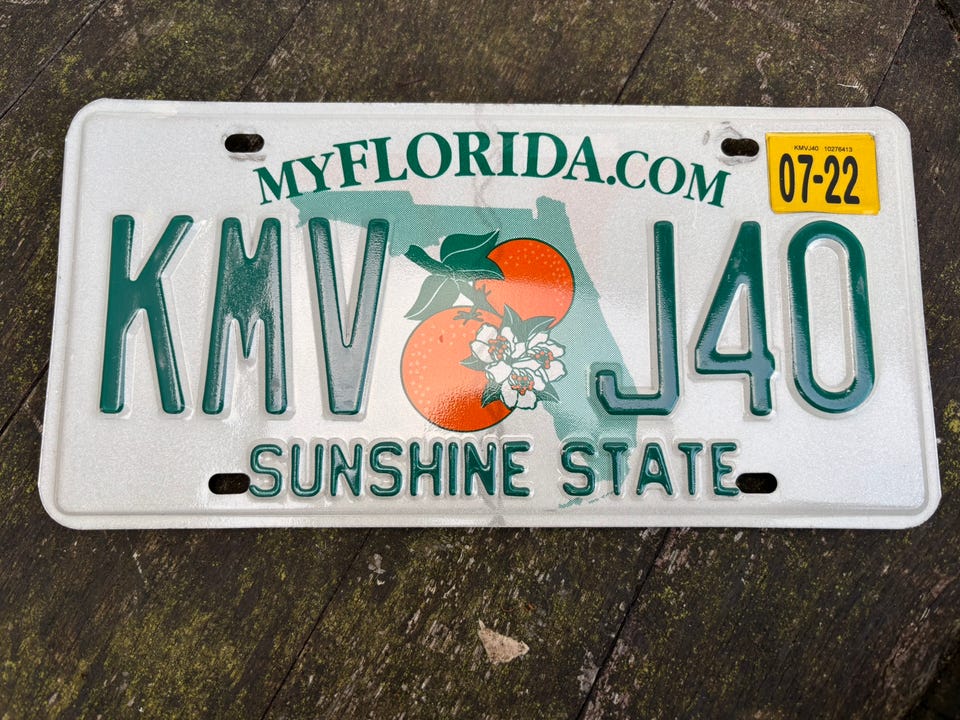 MYFLORIDA.COM
KMVJ40 10276413
07-22
KMV J40
SUNSHINE STATE